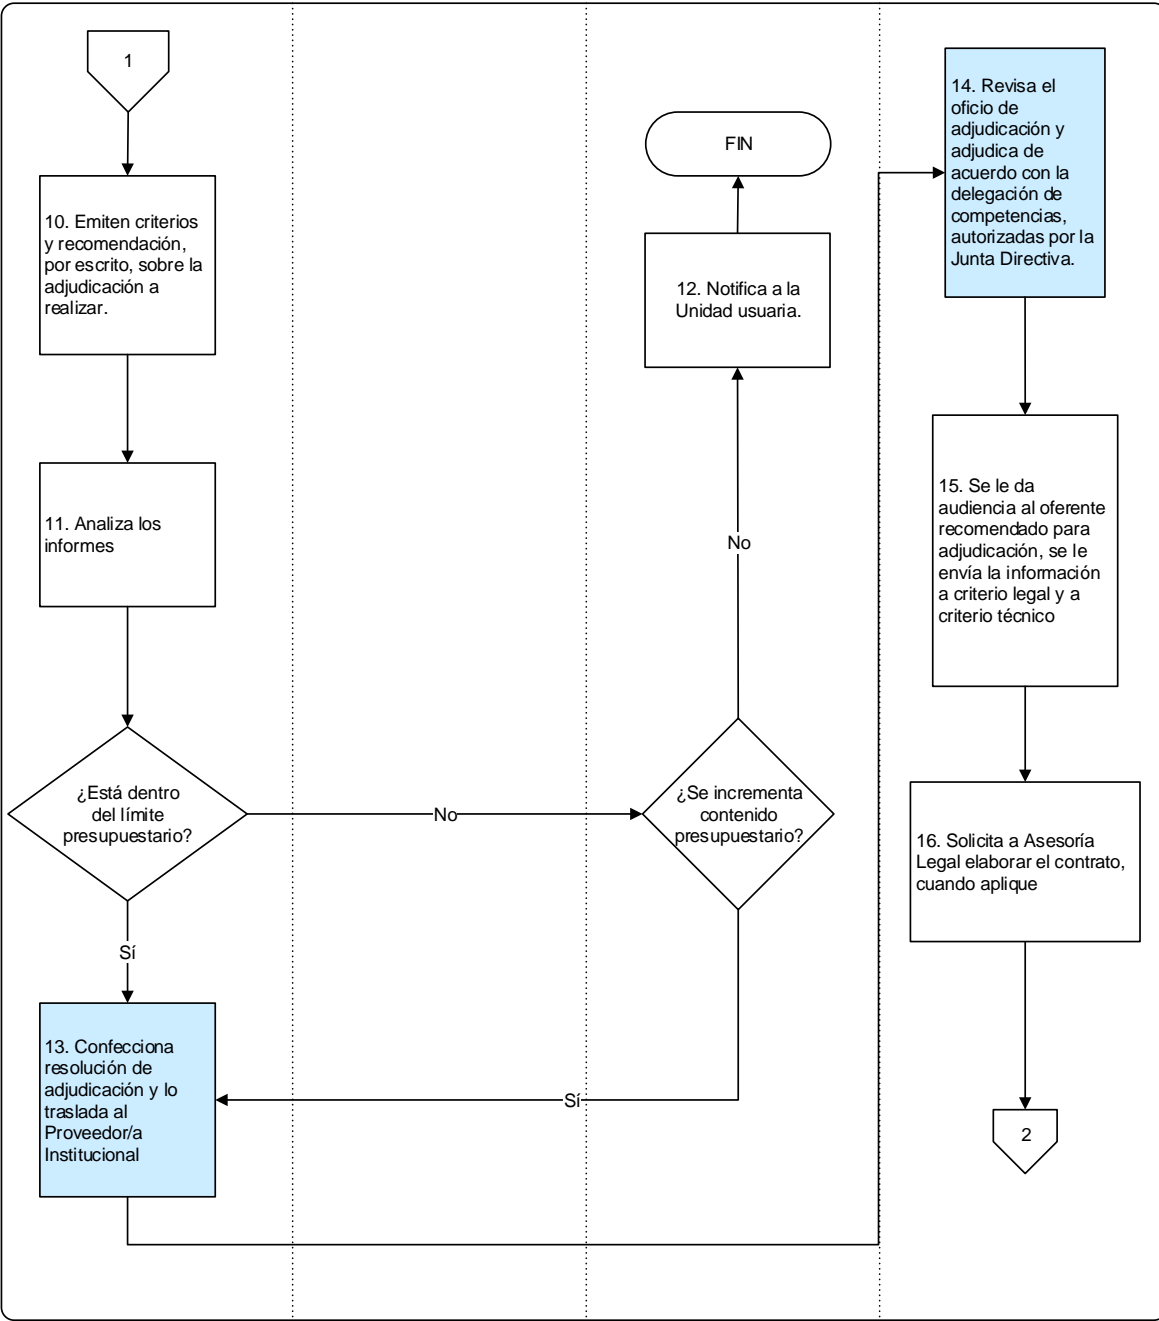 1
10. Emiten criterios
y recomendación,
por escrito, sobre la
adjudicación a
realizar.
11. Analiza los
informes
¿Está dentro
del límite
presupuestario?
No
Sí
13. Confecciona
resolución de
adjudicación y lo
traslada al
Proveedor/a
Institucional
FIN
12. Notifica a la
Unidad usuaria.
No
¿Se incrementa
contenido
presupuestario?
Sí
14. Revisa el
oficio de
adjudicación y
adjudica de
acuerdo con la
delegación de
competencias,
autorizadas por la
Junta Directiva.
15. Se le da
audiencia al oferente
recomendado para
adjudicación, se le
envía la información
a criterio legal y a
criterio técnico
16. Solicita a Asesoría
Legal elaborar el contrato,
cuando aplique
2